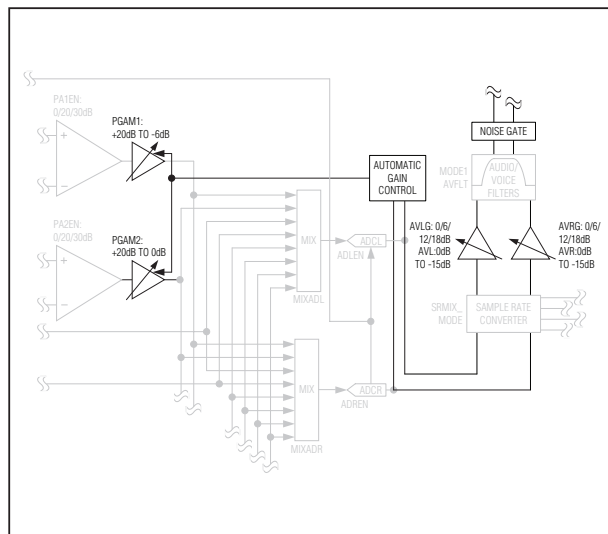 PA1EN:
0/20/30dB
+
-
PGAM1:
+20dB TO -6dB
PA2EN:
0/20/30dB
+
-
PGAM2:
+20dB TO 0dB
MIX
MIXADL
ADCL
ADLEN
MIX
MIXADR
ADCR
ADREN
AUTOMATIC
GAIN
CONTROL
NOISE GATE
MODE1
AVFLT
AUDIO/
VOICE
FILTERS
AVLG: 0/6/
12/18dB
AVL:0dB
TO -15dB
AVRG: 0/6/
12/18dB
AVR:0dB
TO -15dB
SRMIX_
MODE
SAMPLE RATE
CONVERTER